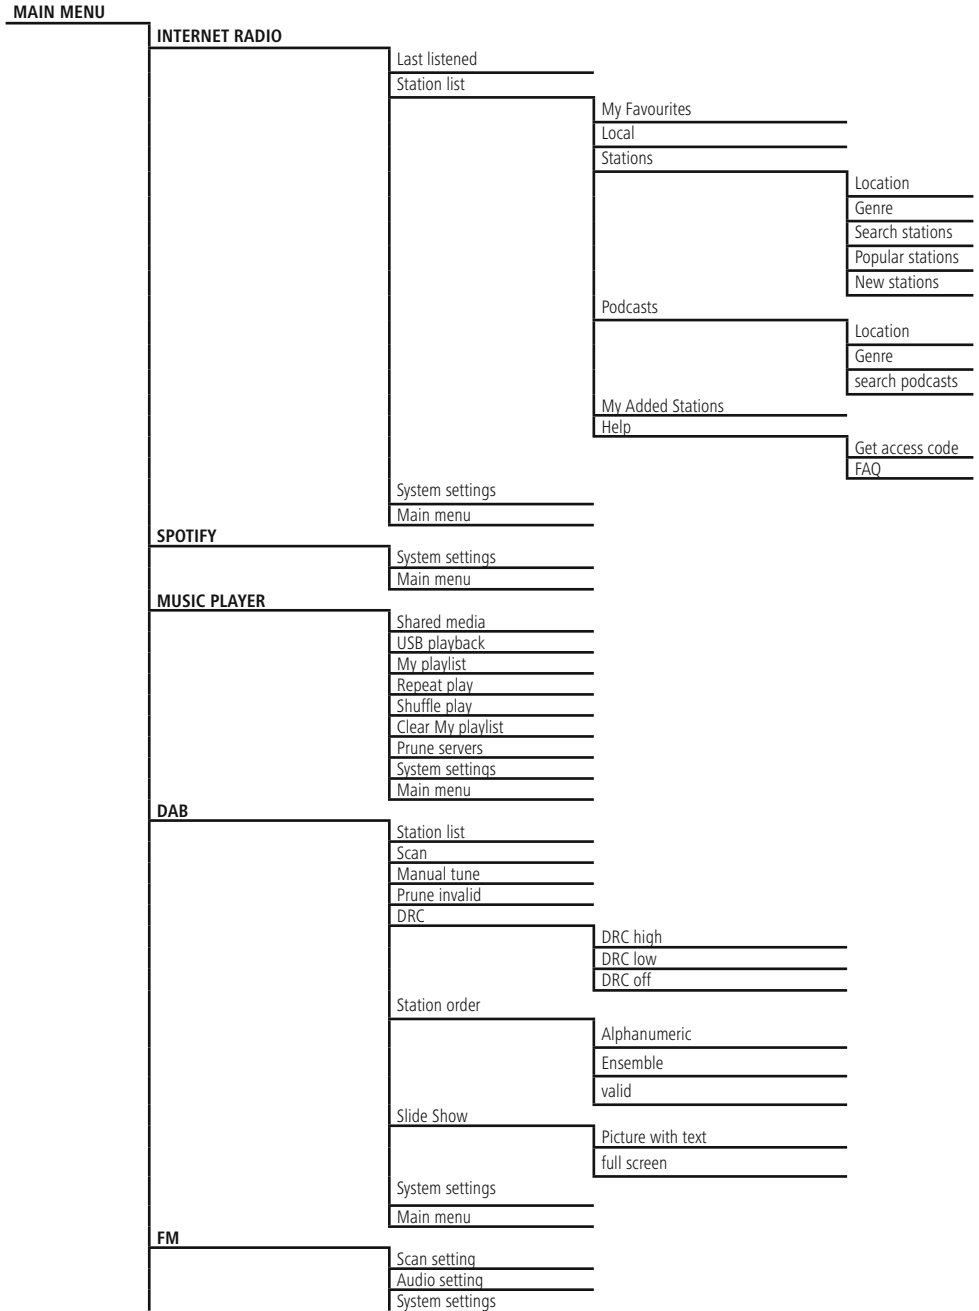 MAIN MENU
INTERNET RADIO
Last listened
Station list
My Favourites
Local
Stations
Location
Genre
Search stations
Popular stations
New stations
Podcasts
Location
Genre
search podcasts
My Added Stations
Help
Get access code
FAQ
System settings
Main menu
SPOTIFY
System settings
Main menu
MUSIC PLAYER
Shared media
USB playback
My playlist
Repeat play
Shuffle play
Clear My playlist
Prune servers
System settings
Main menu
DAB
Station list
Scan
Manual tune
Prune invalid
DRC
DRC high
DRC low
DRC off
Station order
Alphanumeric
Ensemble
valid
Slide Show
Picture with text
full screen
System settings
Main menu
FM
Scan setting
Audio setting
System settings